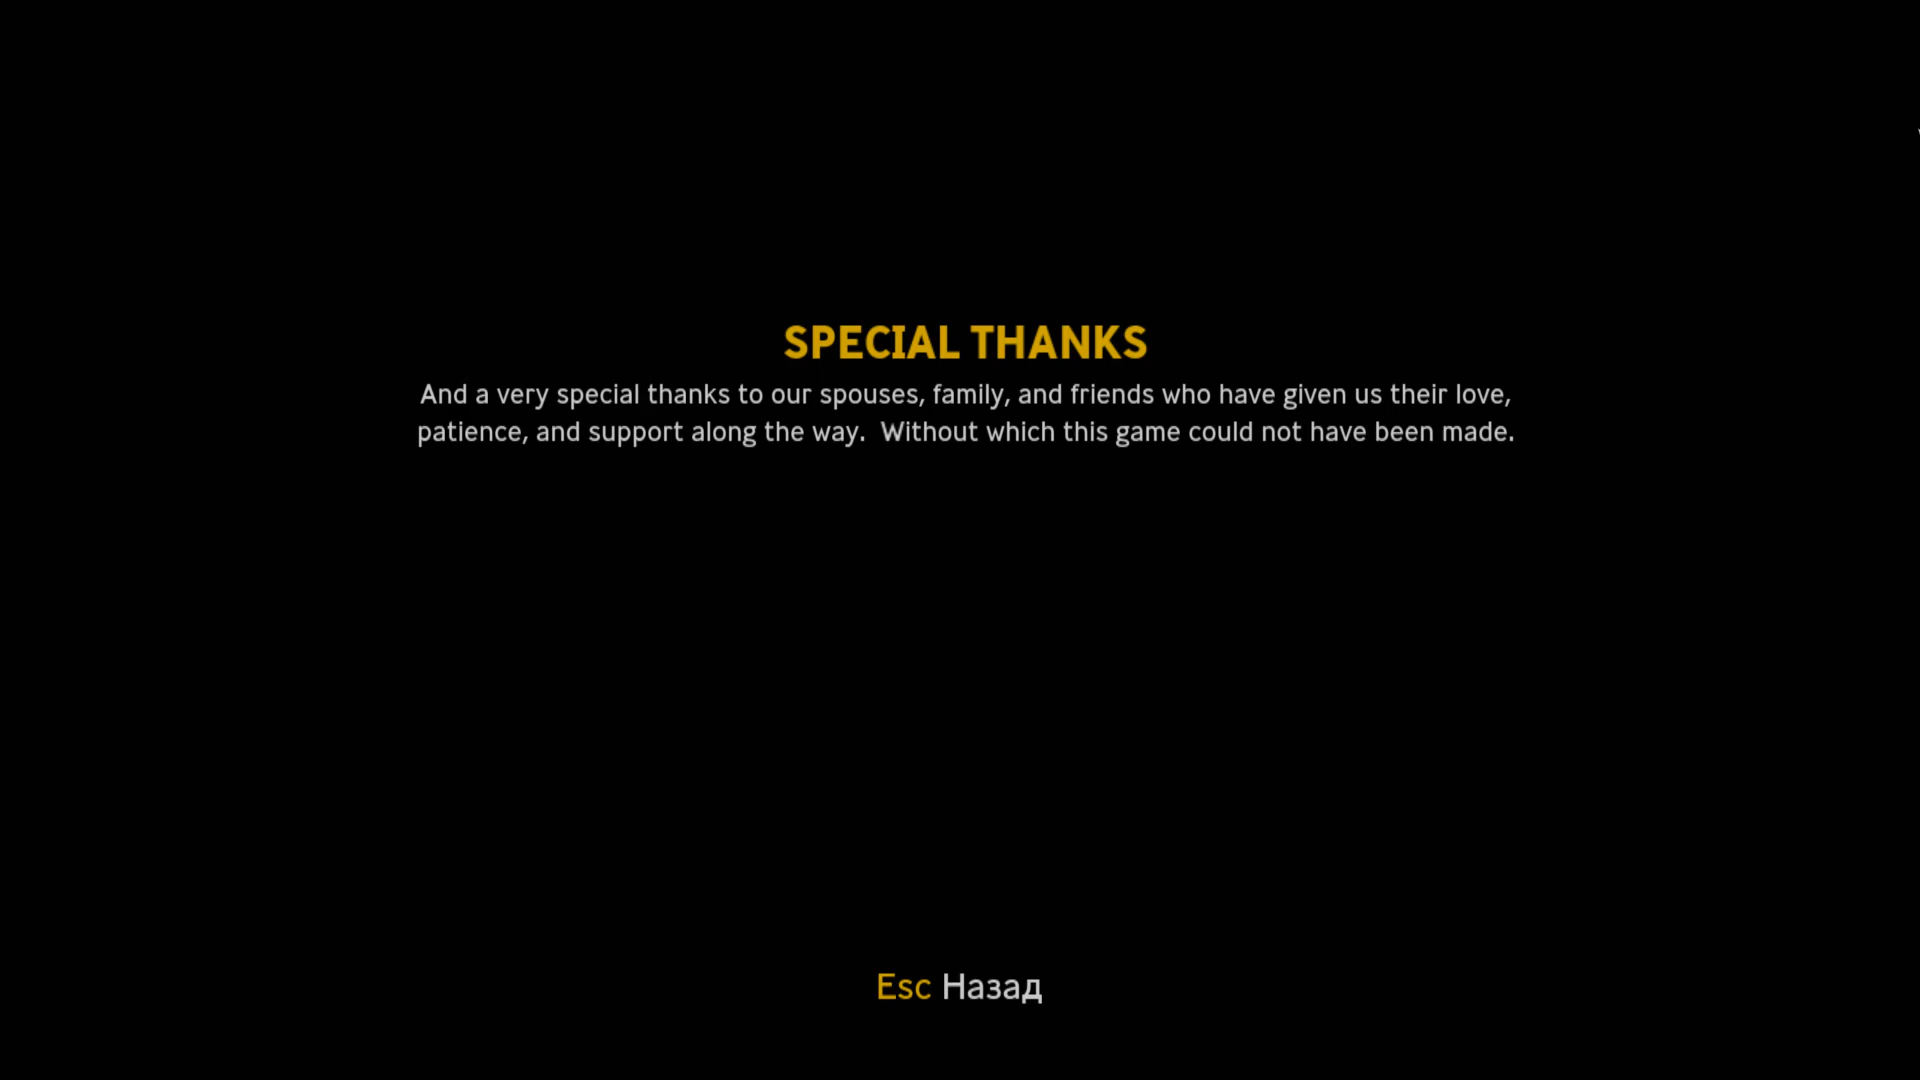 SPECIAL THANKS
And a very special thanks to our spouses, family, and friends who have given us their love,
patience, and support along the way.  Without which this game could not have been made.
Esc Назад